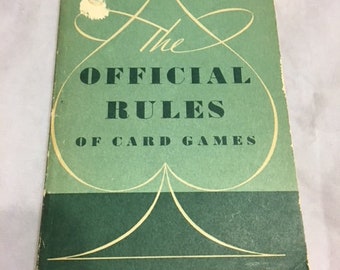 The
OFFICIAL
RULES
OF CARD GAMES